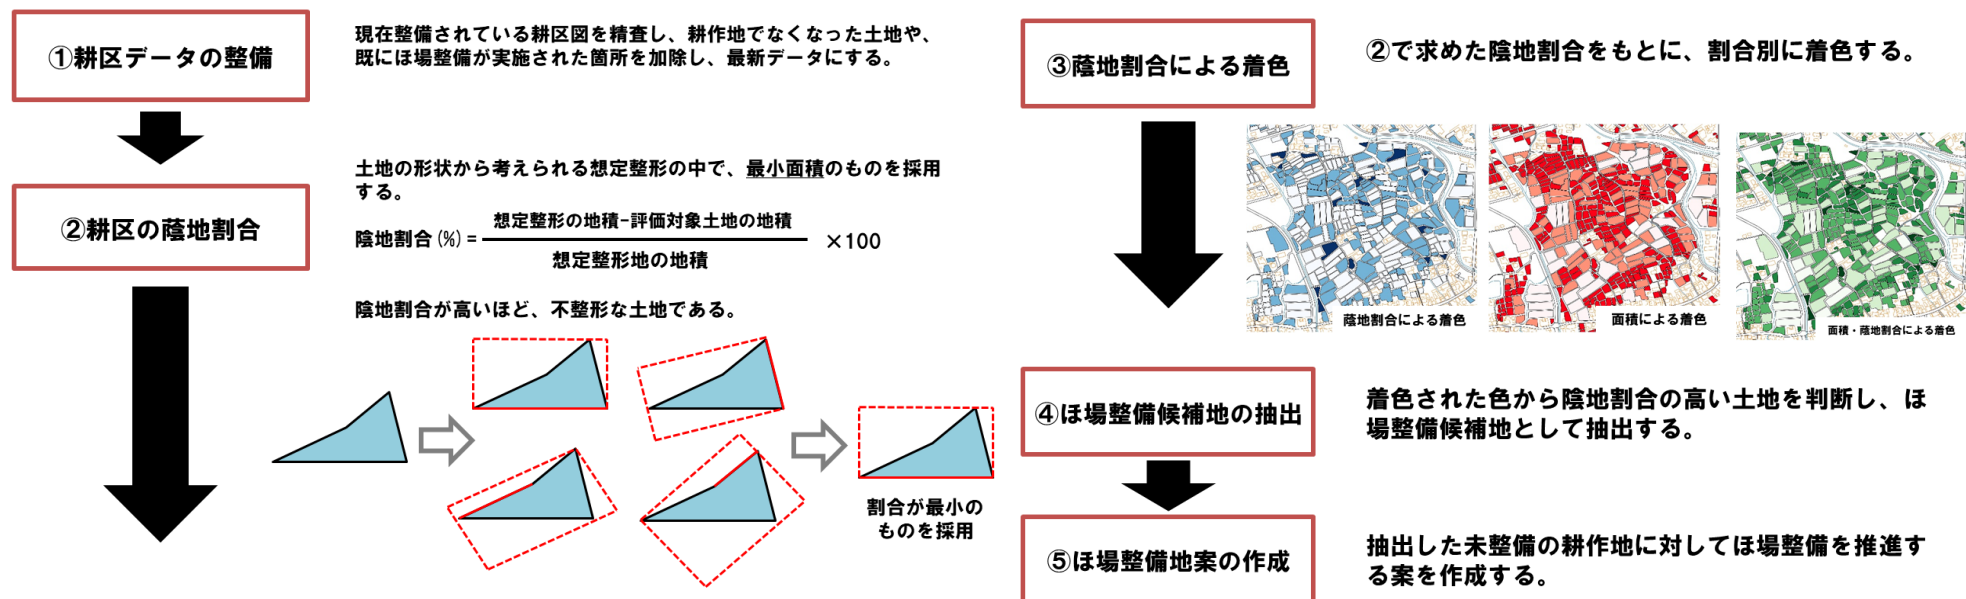 ①耕区データの整備
現在整備されている耕区図を精査し、耕作地でなくなった土地や、
既にほ場整備が実施された箇所を加除し、最新データにする。
②耕区の蔭地割合
土地の形状から考えられる想定整形の中で、最小面積のものを採用
する。
陰地割合(%)=
想定整形の地積-評価対象土地の地積
想定整形地の地積
×100
陰地割合が高いほど、不整形な土地である。
割合が最小の
ものを採用
③蔭地割合による着色
②で求めた陰地割合をもとに、割合別に着色する。
蔭地割合による着色
面積による着色
面積・蔭地割合による着色
④ほ場整備候補地の抽出
着色された色から陰地割合の高い土地を判断し、ほ
場整備候補地として抽出する。
⑤ほ場整備地案の作成
抽出した未整備の耕作地に対してほ場整備を推進す
る案を作成する。